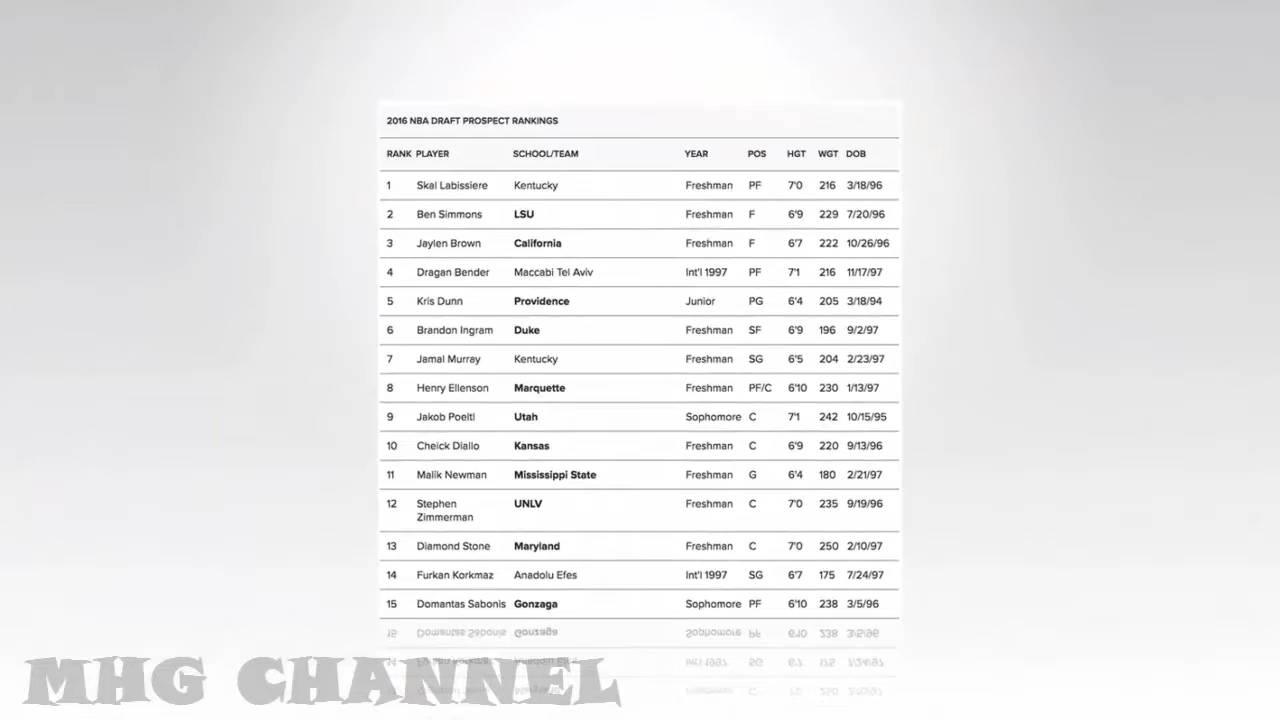 2016 NBA DRAFT PROSPECT RANKINGS
RANK PLAYER SCHOOL/TEAM YEAR POS HGT WGT DOB
1 Skal Labissiere Kentucky Freshman PF 7'0 216 3/18/96
2 Ben Simmons LSU Freshman F 6'9 229 7/20/96
3 Jaylen Brown California Freshman F 6'7 222 10/26/96
4 Dragan Bender Maccabi Tel Aviv Int'l 1997 PF 7'1 216 11/17/97
5 Kris Dunn Providence Junior PG 6'4 205 3/18/94
6 Brandon Ingram Duke Freshman SF 6'9 196 9/2/97
7 Jamal Murray Kentucky Freshman SG 6'5 204 2/23/97
8 Henry Ellenson Marquette Freshman PF/C 6'10 230 1/13/97
9 Jakob Poeltl Utah Sophomore C 7'1 242 10/15/95
10 Cheick Diallo Kansas Freshman C 6'9 220 9/13/96
11 Malik Newman Mississippi State Freshman G 6'4 180 2/21/97
12 Stephen UNLV Freshman C 7'0 235 9/19/96
Zimmerman
13 Diamond Stone Maryland Freshman C 7'0 250 2/10/97
14 Furkan Korkmaz Anadolu Efes Int'l 1997 SG 6'7 175 7/24/97
15 Domantas Sabonis Gonzaga Sophomore PF 6'10 238 3/5/96
MHG CHANNEL